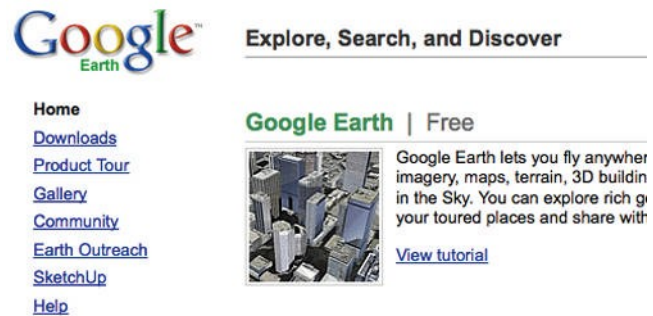 Google™
Earth
Explore, Search, and Discover
Home
Downloads
Product Tour
Gallery
Community
Earth Outreach
SketchUp
Help
Google Earth | Free
Google Earth lets you fly anywher
imagery, maps, terrain, 3D buildin
in the Sky. You can explore rich ge
your toured places and share with
View tutorial